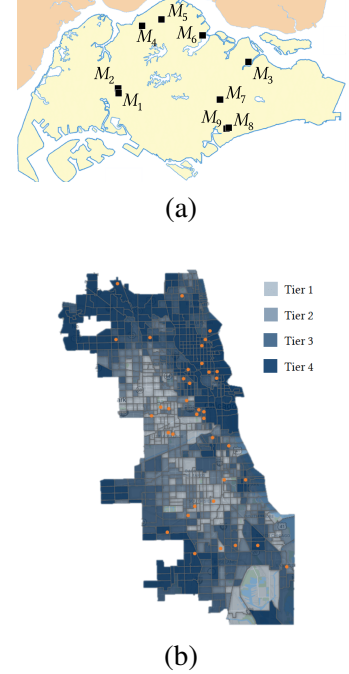 M5
M4
M6
M3
M2
M1
M7
M9 M8
(a)
Tier 1
Tier 2
Tier 3
Tier 4
(b)